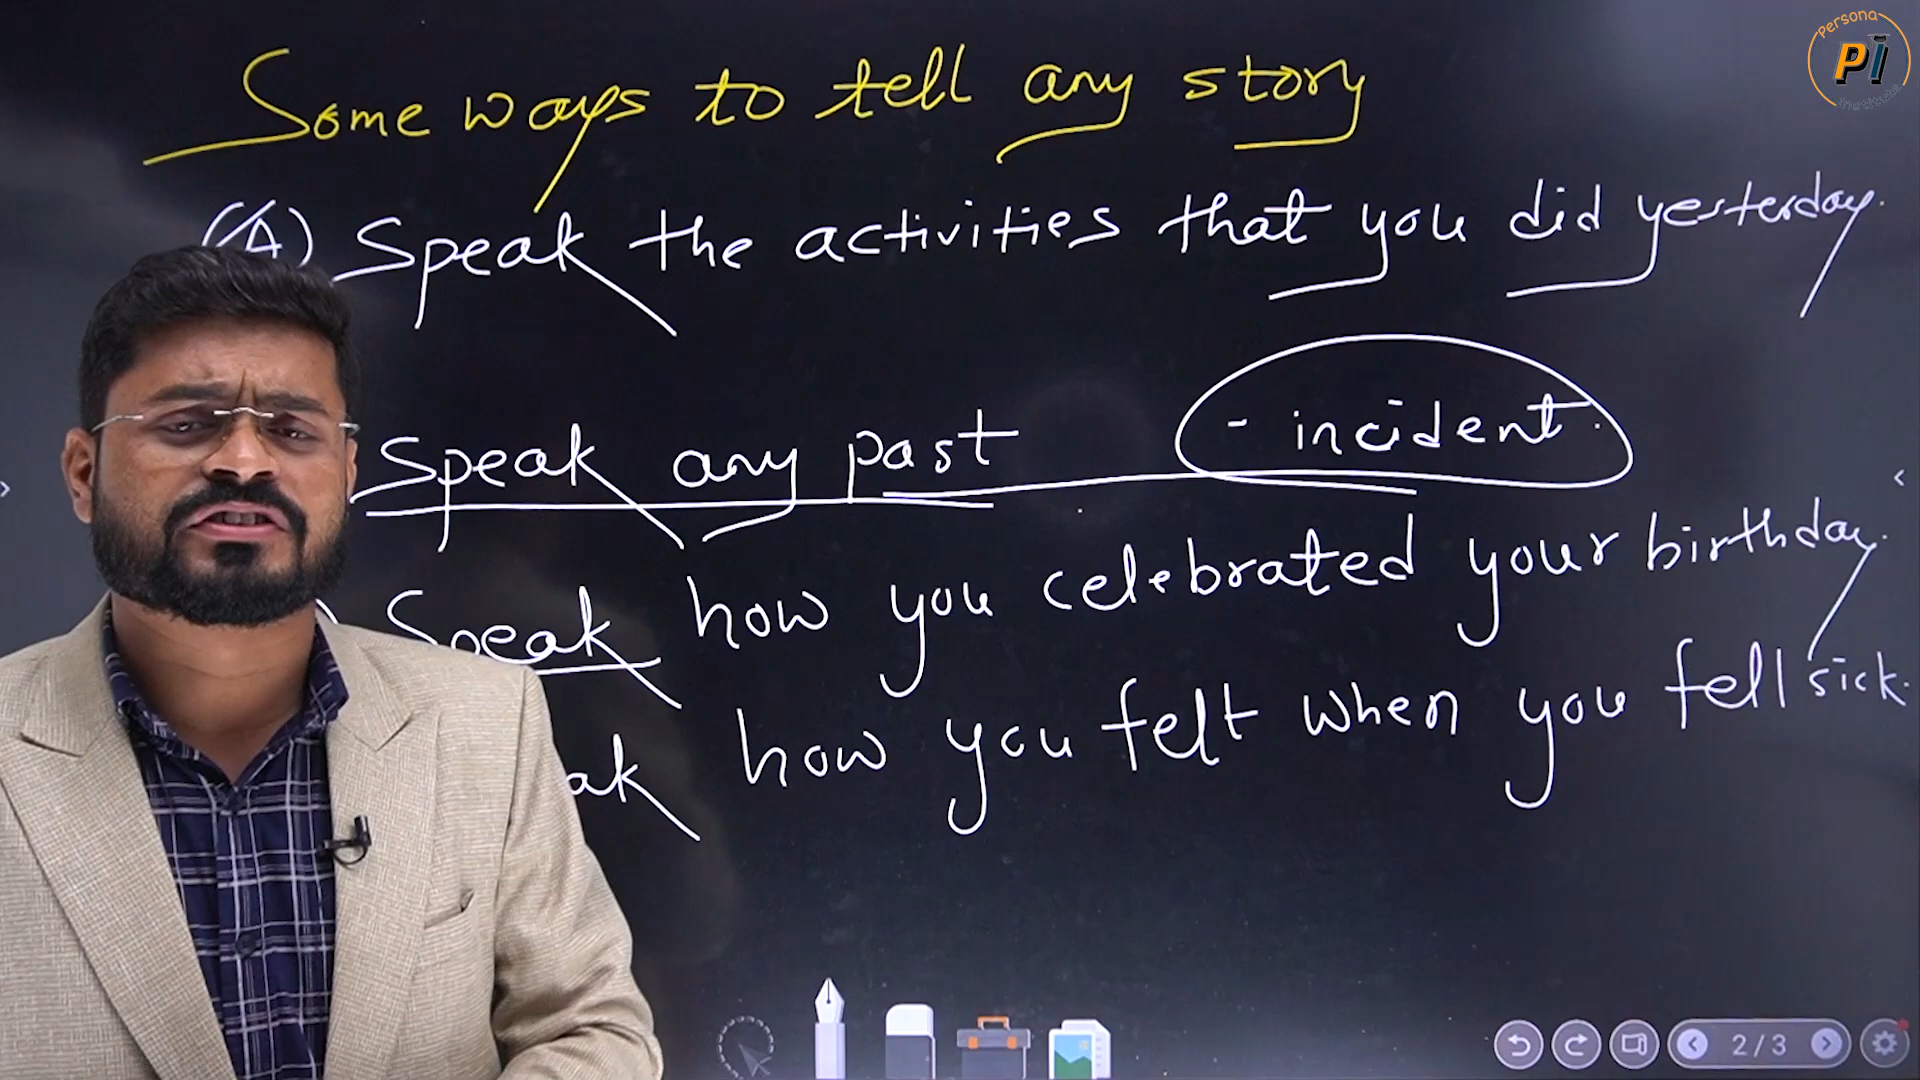 Persona
PI
Institute
Some ways to tell any story
(A) Speak the activities that you did yesterday.
Speak any past - incident.
Speak how you celebrated your birthday.
ak how you felt when you fell sick.
2/3